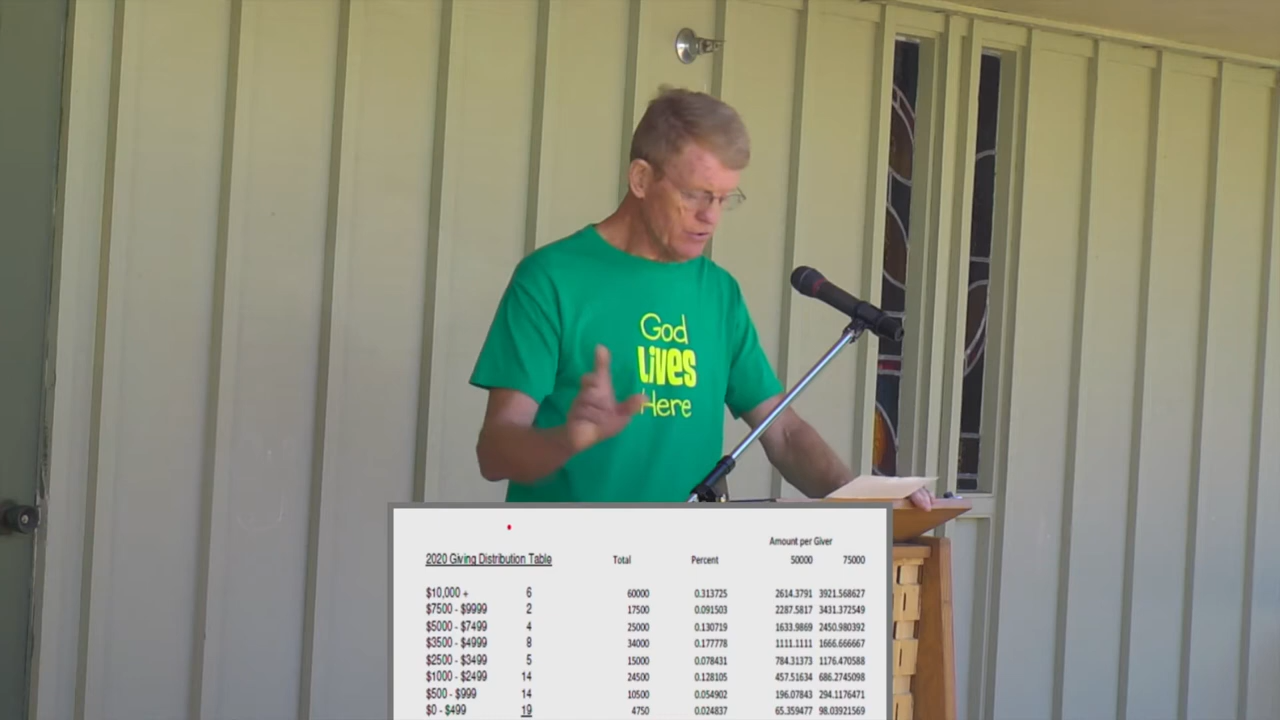 God
Lives
Here
Amount per Giver
2020 Giving Distribution Table Total Percent 50000 75000
$10,000 + 6 60000 0.313725 2614.3791 3921.568627
$7500 - $9999 2 17500 0.091503 2287.5817 3431.372549
$5000 - $7499 4 25000 0.130719 1633.9869 2450.980392
$3500 - $4999 8 34000 0.177778 1111.1111 1666.666667
$2500 - $3499 5 15000 0.078431 784.31373 1176.470588
$1000 - $2499 14 24500 0.128105 457.51634 686.2745098
$500 - $999 14 10500 0.054902 196.07843 294.1176471
$0 - $499 19 4750 0.024837 65.359477 98.03921569